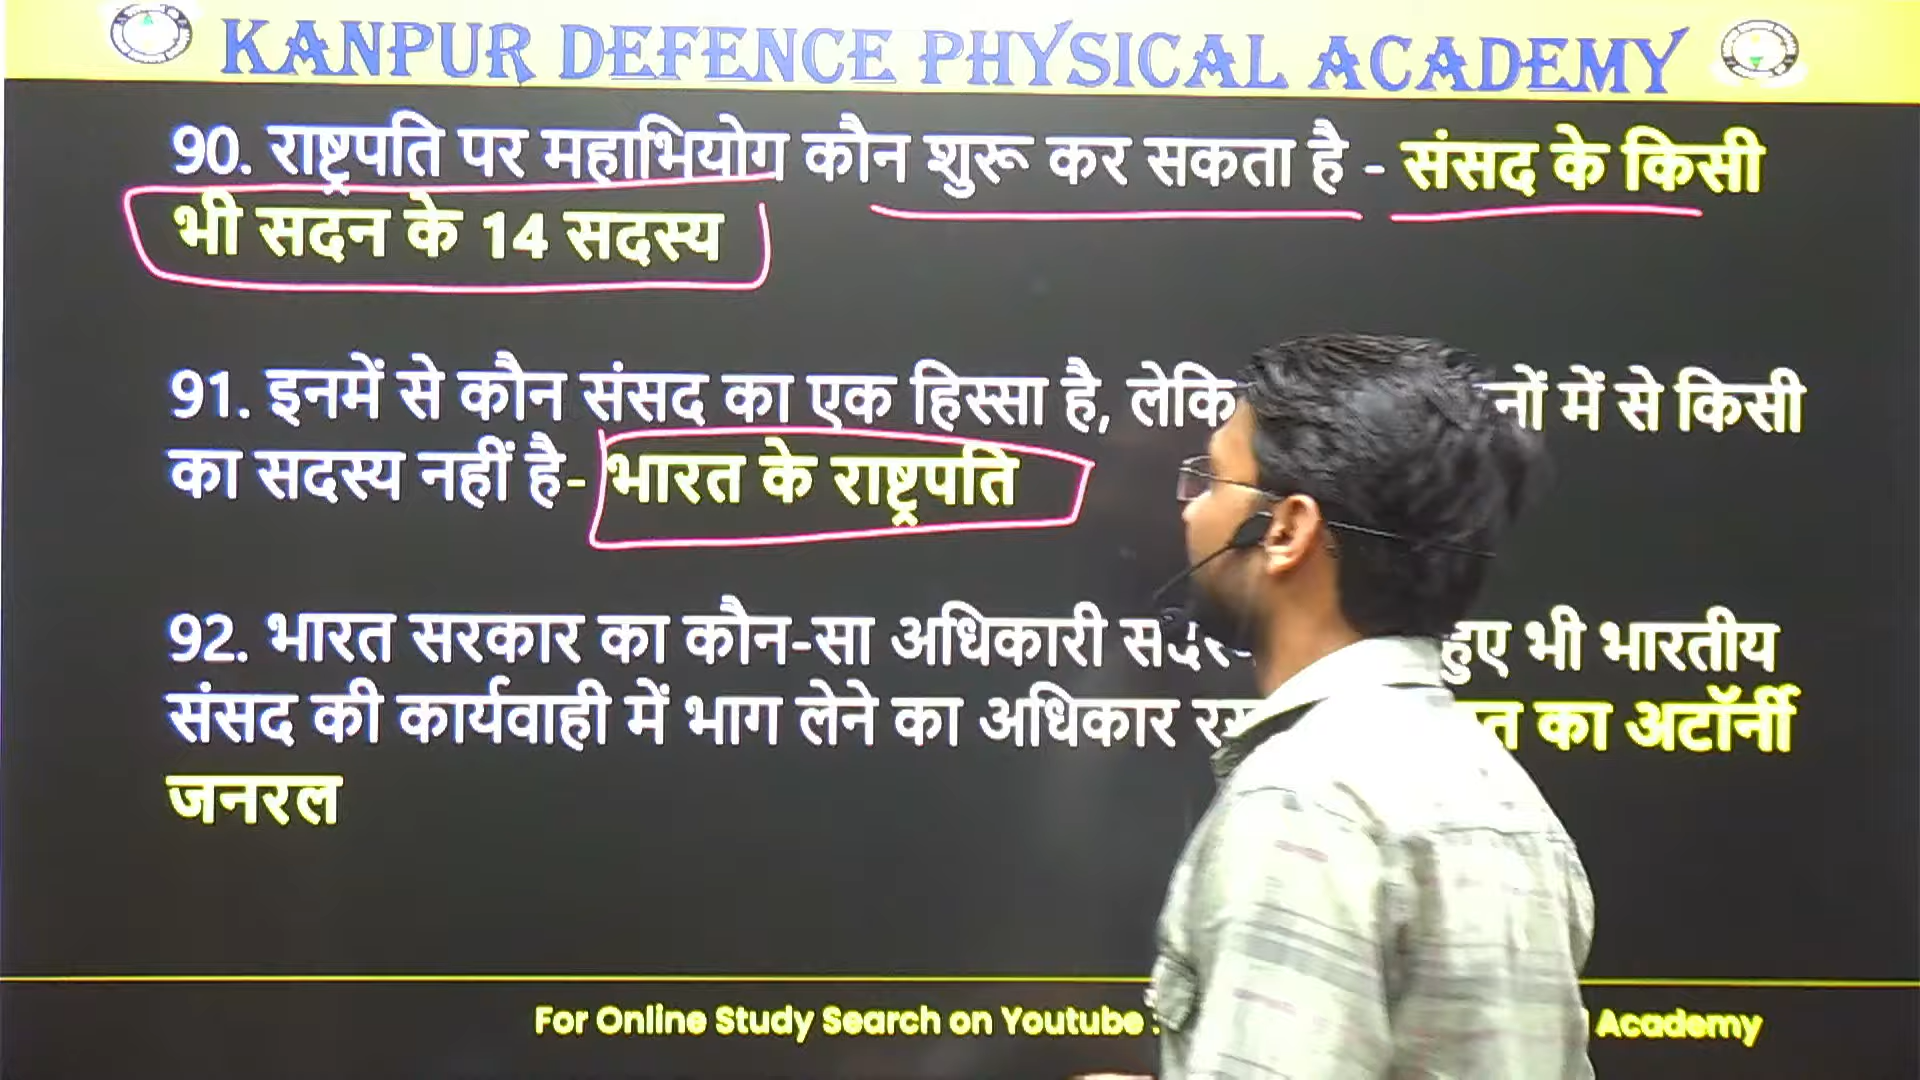 KANPUR DEFENCE PHYSICAL ACADEMY
90. राष्ट्रपति पर महाभियोग कौन शुरू कर सकता है - संसद के किसी
भी सदन के 14 सदस्य
91. इनमें से कौन संसद का एक हिस्सा है, में से किसी
का सदस्य नहीं है- भारत के राष्ट्रपति
92. भारत सरकार का कौन-सा अधिकारी हुए भी भारतीय
संसद की कार्यवाही में भाग लेने का अधिकार का अटॉर्नी
जनरल
For Online Study Search on Youtube : Academy